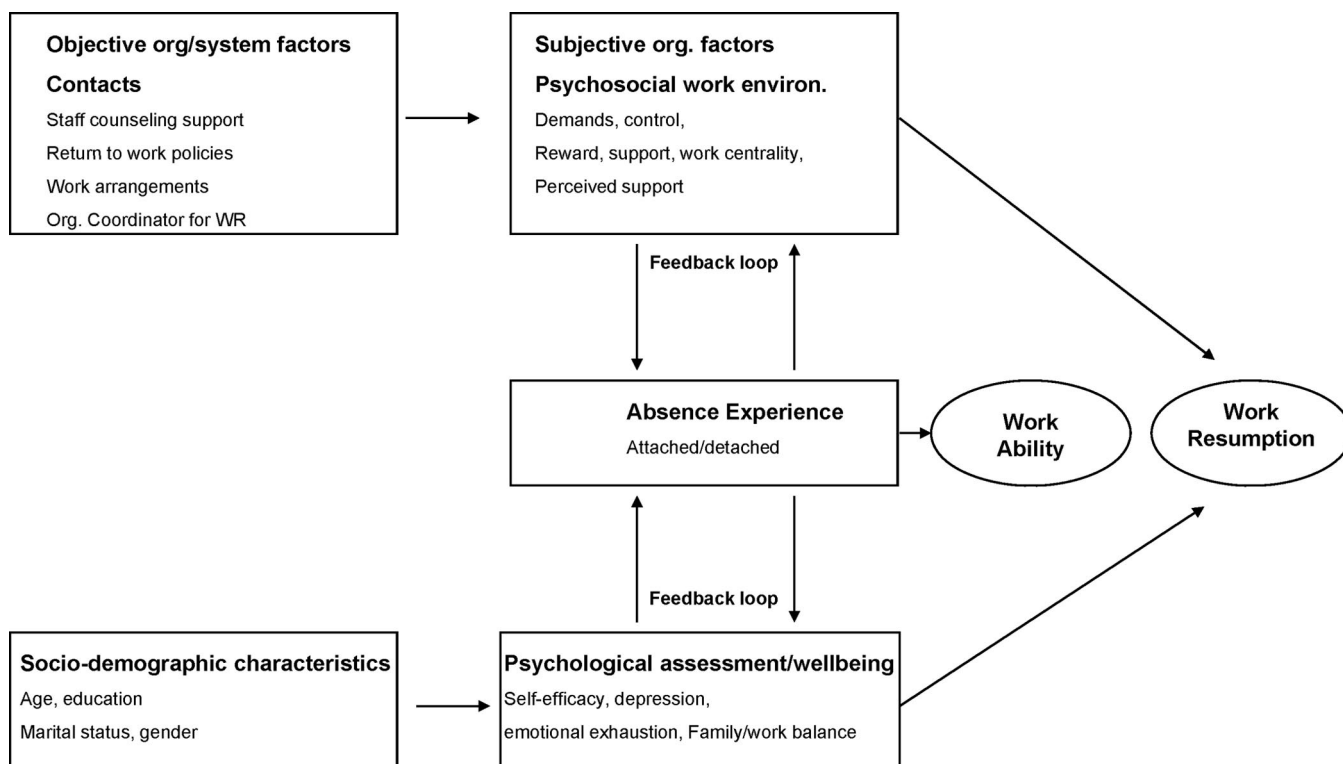 Objective org/system factors
Contacts
Staff counseling support
Return to work policies
Work arrangements
Org. Coordinator for WR
Subjective org. factors
Psychosocial work environ.
Demands, control,
Reward, support, work centrality,
Perceived support
Feedback loop
Absence Experience
Attached/detached
Work
Ability
Work
Resumption
Feedback loop
Socio-demographic characteristics
Age, education
Marital status, gender
Psychological assessment/wellbeing
Self-efficacy, depression,
emotional exhaustion, Family/work balance